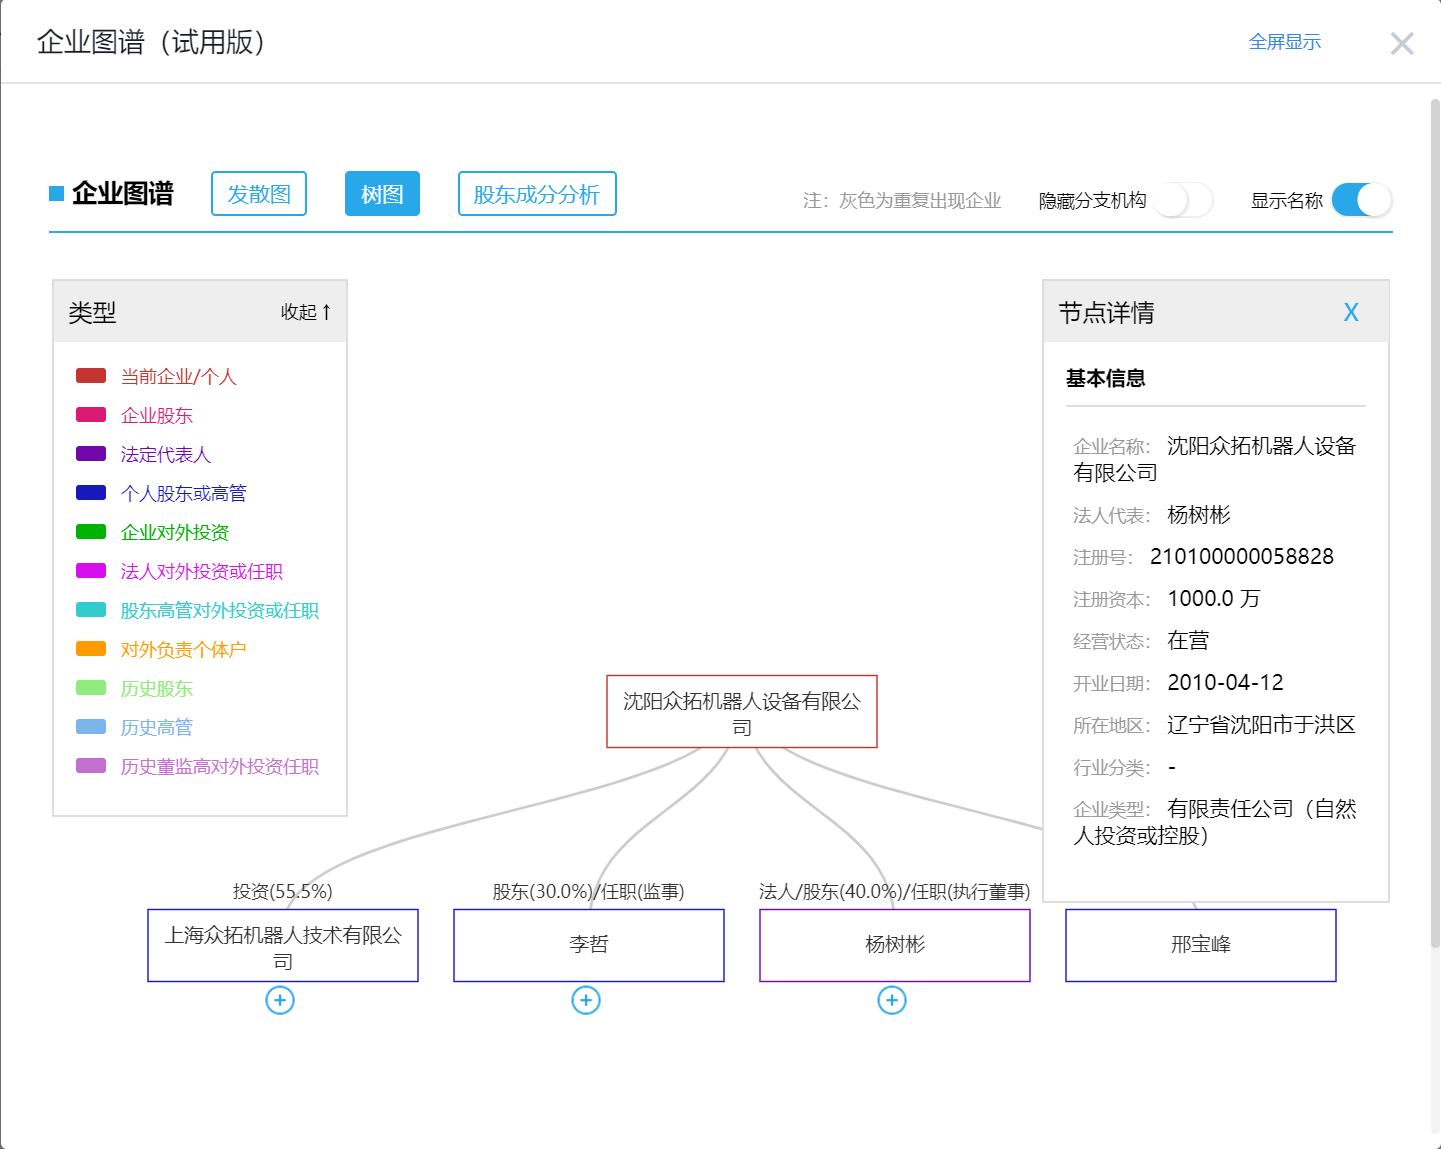 企业图谱（试用版）
全屏显示
企业图谱
发散图
树图
股东成分分析
注：灰色为重复出现企业
隐藏分支机构
显示名称
类型
收起↑
当前企业/个人
企业股东
法定代表人
个人股东或高管
企业对外投资
法人对外投资或任职
股东高管对外投资或任职
对外负责个体户
历史股东
历史高管
历史董监高对外投资任职
节点详情
X
基本信息
企业名称： 沈阳众拓机器人设备
有限公司
法人代表： 杨树彬
注册号： 210100000058828
注册资本： 1000.0 万
经营状态： 在营
开业日期： 2010-04-12
所在地区： 辽宁省沈阳市于洪区
行业分类： -
企业类型： 有限责任公司（自然
人投资或控股）
沈阳众拓机器人设备有限公
司
投资(55.5%)
股东(30.0%)/任职(监事)
法人/股东(40.0%)/任职(执行董事)
上海众拓机器人技术有限公
司
李哲
杨树彬
邢宝峰